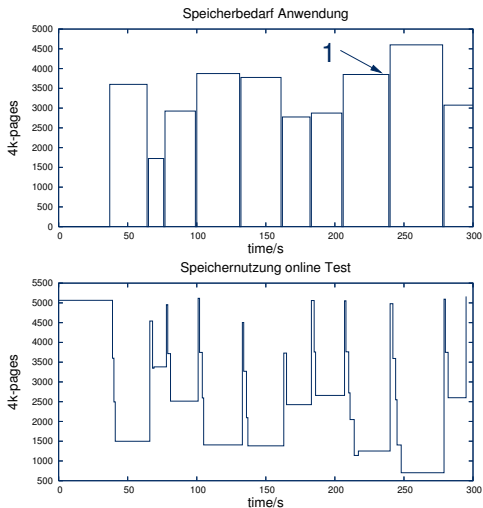 Speicherbedarf Anwendung
5000
4500
4000
3500
3000
2500
2000
1500
1000
500
0
4k-pages
1
0 50 100 150 200 250 300
time/s
Speichernutzung online Test
5500
5000
4500
4000
3500
3000
2500
2000
1500
1000
500
4k-pages
0 50 100 150 200 250 300
time/s